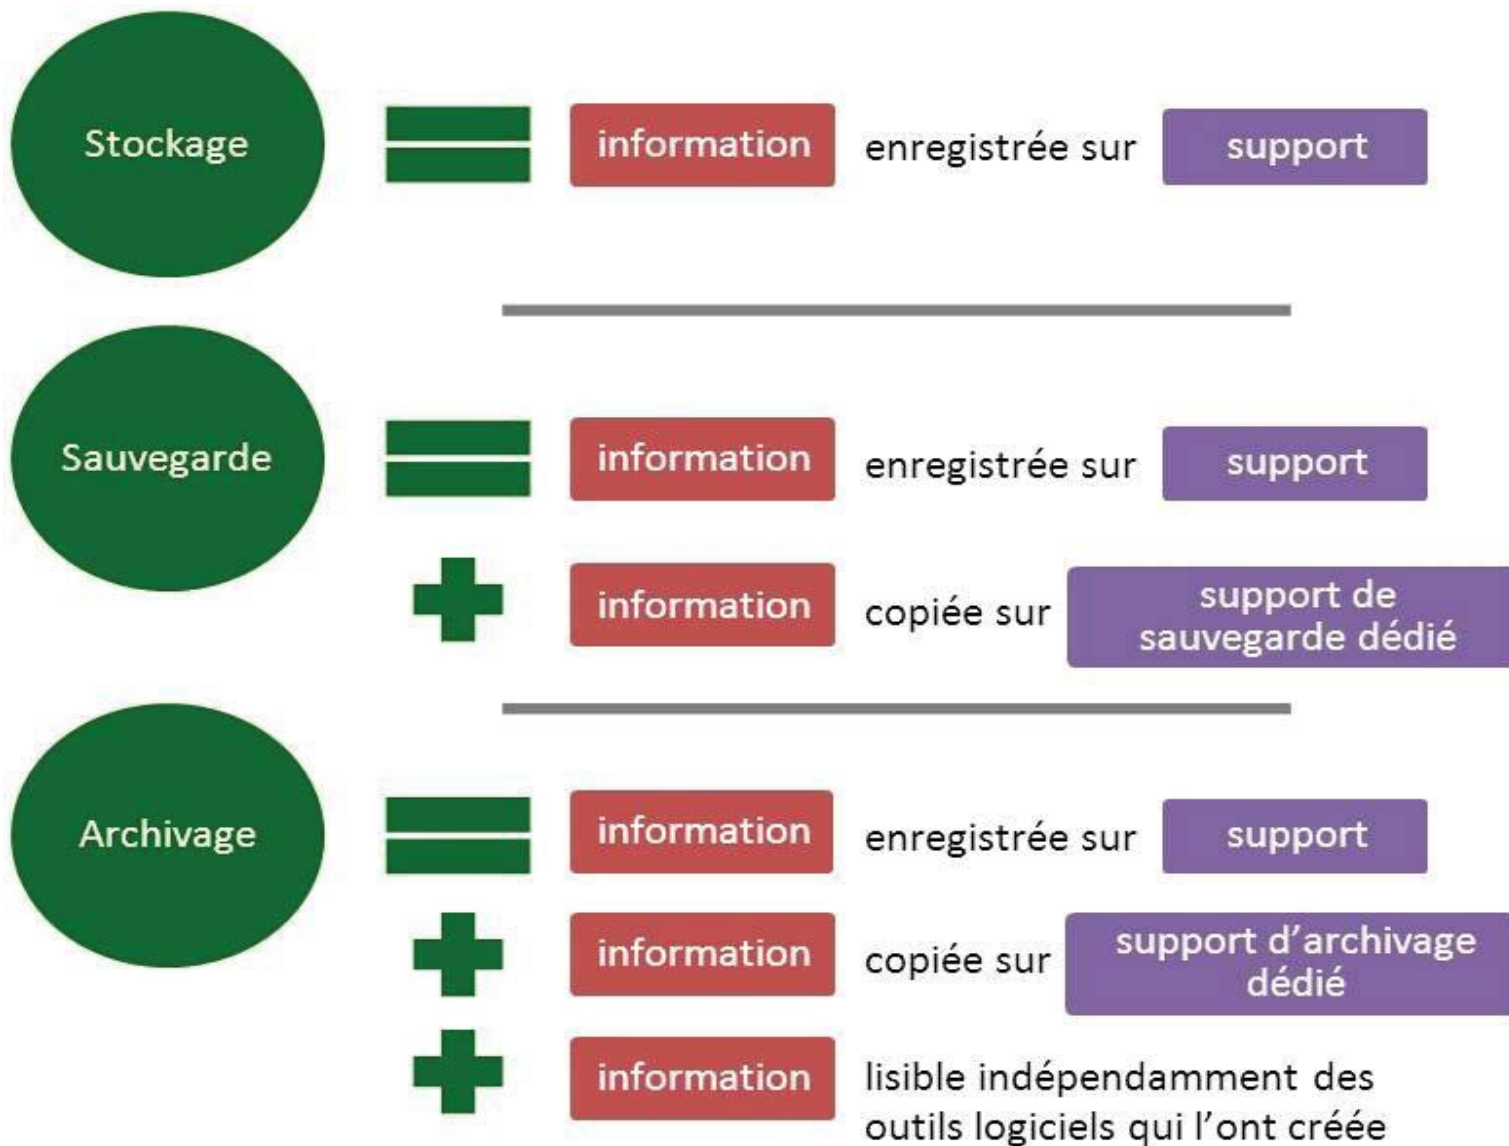 Stockage
information enregistrée sur support
Sauvegarde
information enregistrée sur support
information copiée sur support de
sauvegarde dédié
Archivage
information enregistrée sur support
information copiée sur support d’archivage
dédié
information lisible indépendamment des
outils logiciels qui l’ont créée